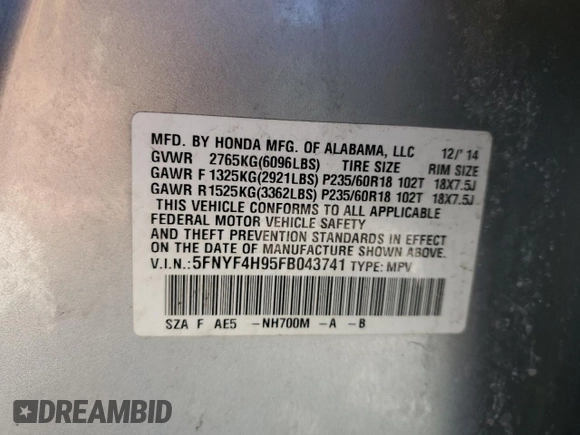 MFD. BY HONDA MFG. OF ALABAMA, LLC 12/'14
GVWR 2765KG(6096LBS) TIRE SIZE RIM SIZE
GAWR F 1325KG(2921LBS) P235/60R18 102T 18X7.5J
GAWR R1525KG(3362LBS) P235/60R18 102T 18X7.5J
THIS VEHICLE CONFORMS TO ALL APPLICABLE
FEDERAL MOTOR VEHICLE SAFETY
AND THEFT PREVENTION STANDARDS IN EFFECT
ON THE DATE OF MANUFACTURE SHOWN ABOVE.
V.I.N.:5FNYF4H95FB043741 TYPE: MPV
SZA F AE5 -NH700M -A -B
DREAMBID